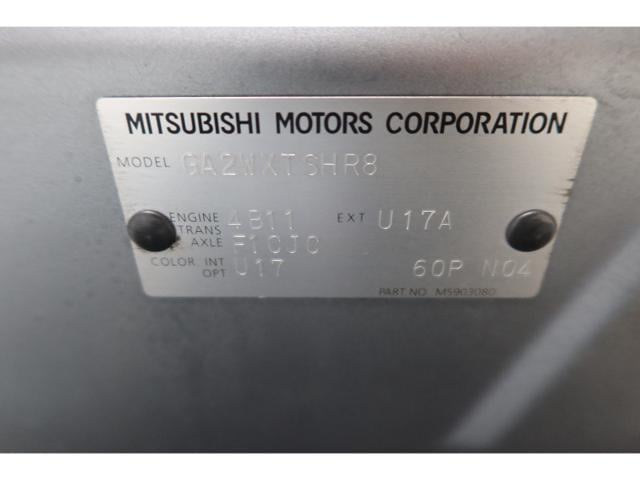 MITSUBISHI MOTORS CORPORATION
MODEL GA2WXTSHR8
ENGINE 4B11 EXT U17A
TRANS AXLE F1CJC
COLOR INT OPT U17 60P N04
PART NO. M5903080